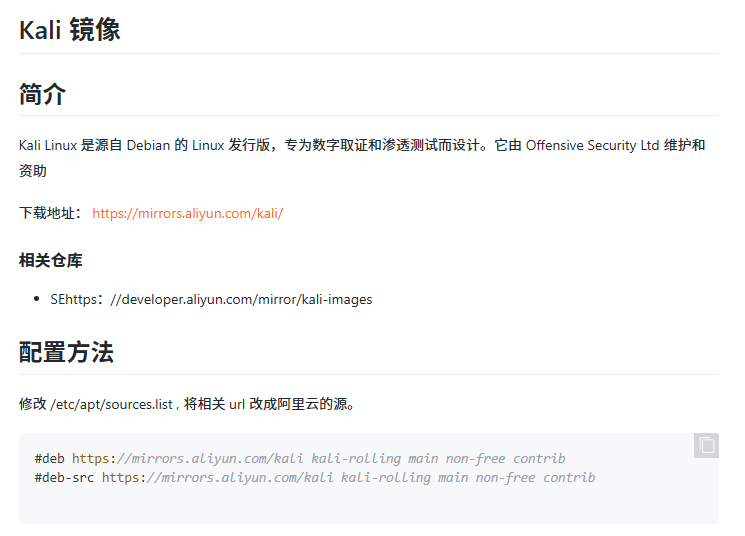 Kali 镜像
简介
Kali Linux 是源自 Debian 的 Linux 发行版，专为数字取证和渗透测试而设计。它由 Offensive Security Ltd 维护和
资助
下载地址： https://mirrors.aliyun.com/kali/
相关仓库
• SEhttps：//developer.aliyun.com/mirror/kali-images
配置方法
修改 /etc/apt/sources.list , 将相关 url 改成阿里云的源。
#deb https://mirrors.aliyun.com/kali kali-rolling main non-free contrib
#deb-src https://mirrors.aliyun.com/kali kali-rolling main non-free contrib